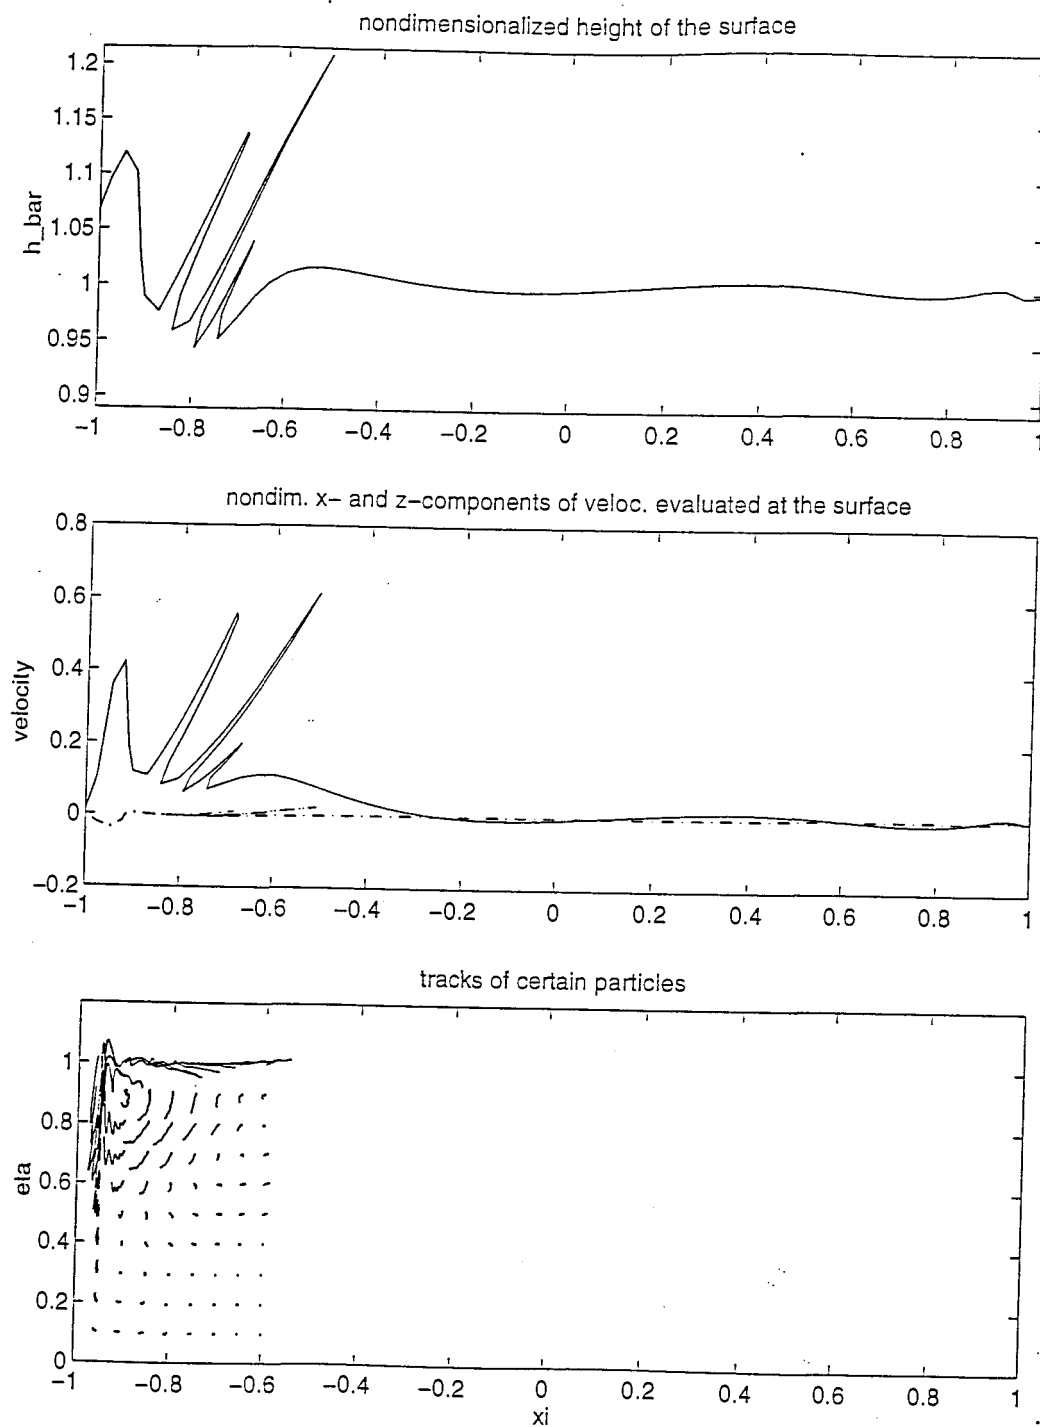 nondimensionalized height of the surface
1.2
1.15
1.1
1.05
1
0.95
0.9
h_bar
−1 −0.8 −0.6 −0.4 −0.2 0 0.2 0.4 0.6 0.8 1
nondim. x− and z−components of veloc. evaluated at the surface
0.8
0.6
0.4
0.2
0
−0.2
velocity
−1 −0.8 −0.6 −0.4 −0.2 0 0.2 0.4 0.6 0.8 1
tracks of certain particles
1
0.8
0.6
0.4
0.2
0
eta
−1 −0.8 −0.6 −0.4 −0.2 0 0.2 0.4 0.6 0.8 1
xi